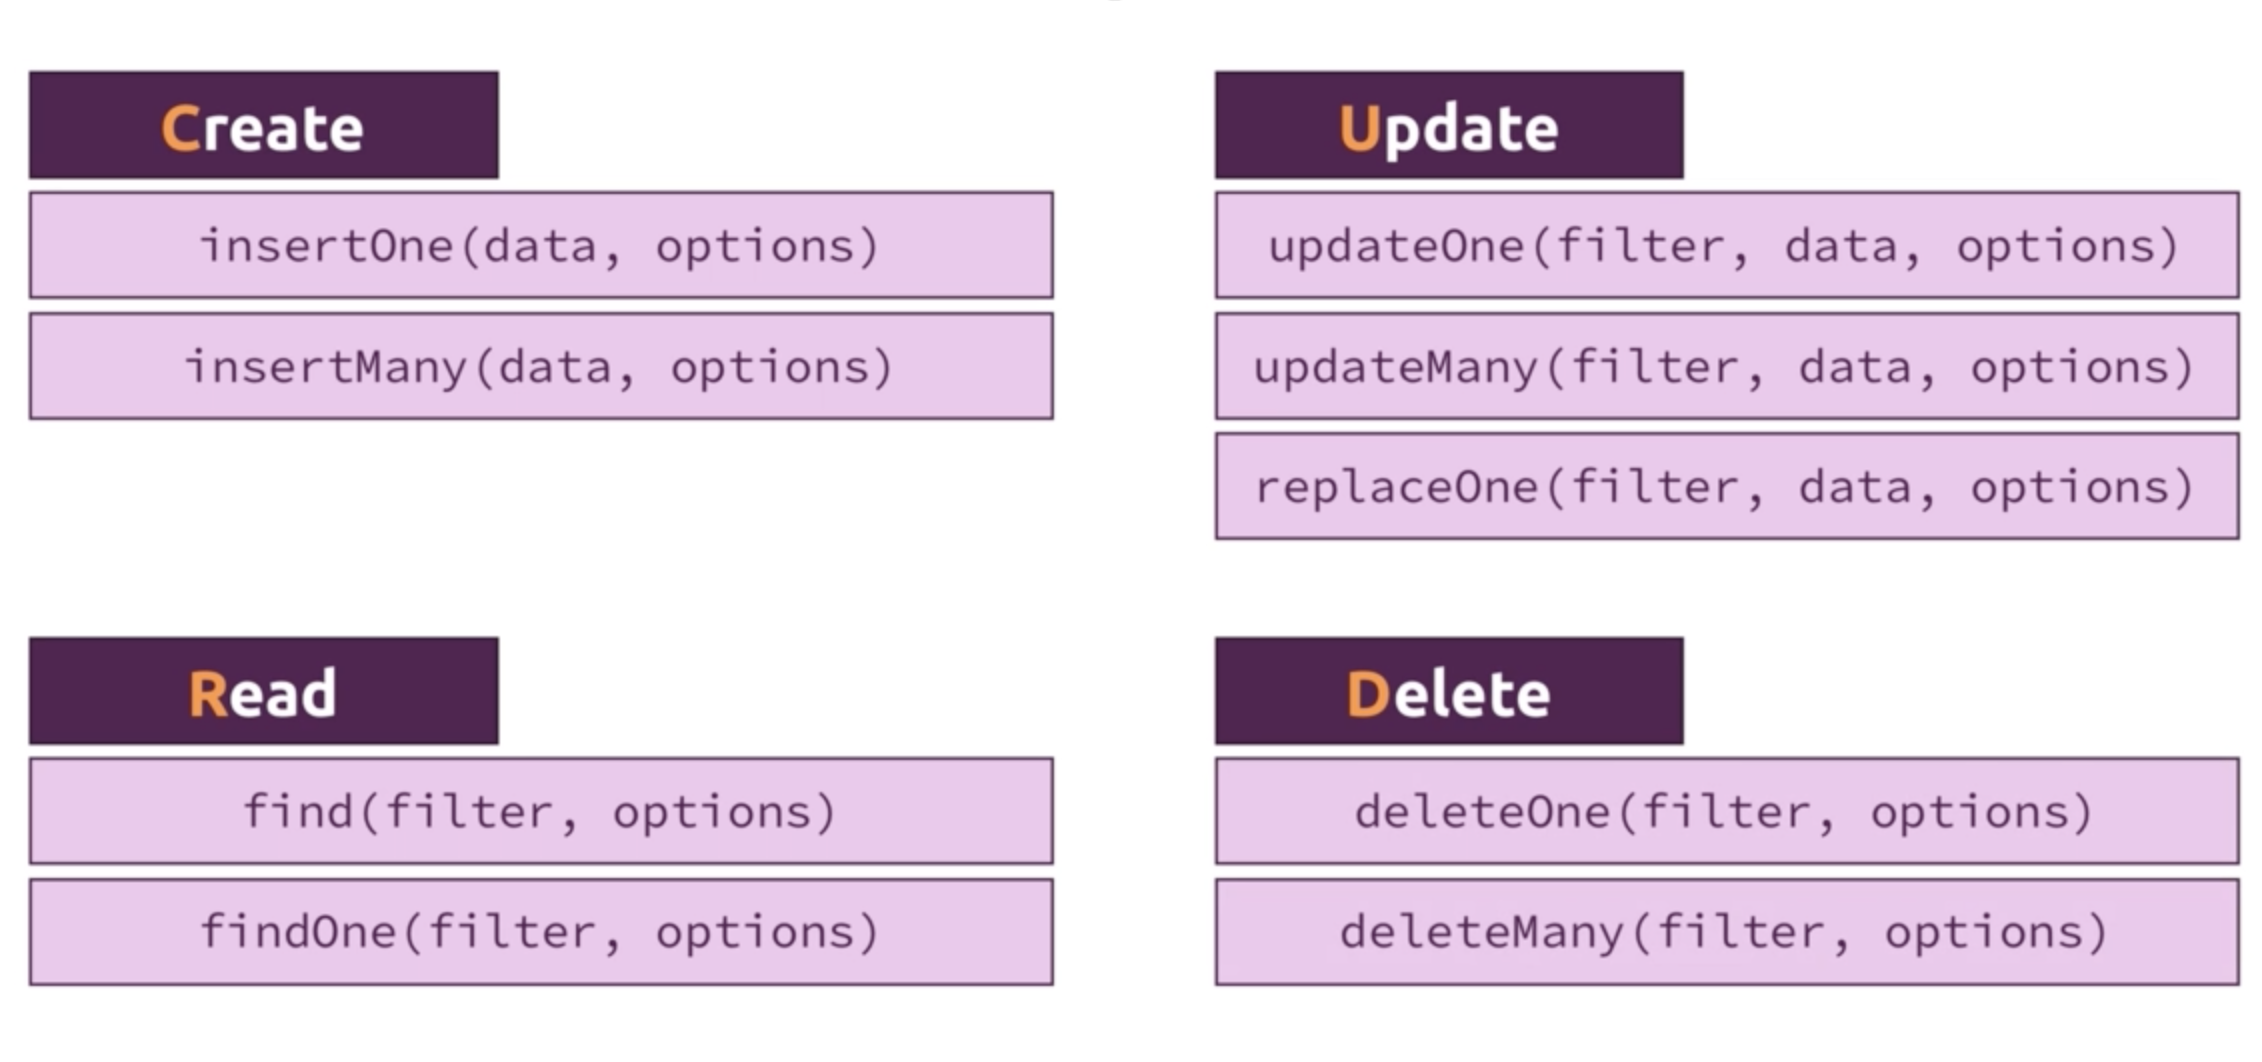 Create
insertOne(data, options)
insertMany(data, options)
Update
updateOne(filter, data, options)
updateMany(filter, data, options)
replaceOne(filter, data, options)
Read
find(filter, options)
findOne(filter, options)
Delete
deleteOne(filter, options)
deleteMany(filter, options)